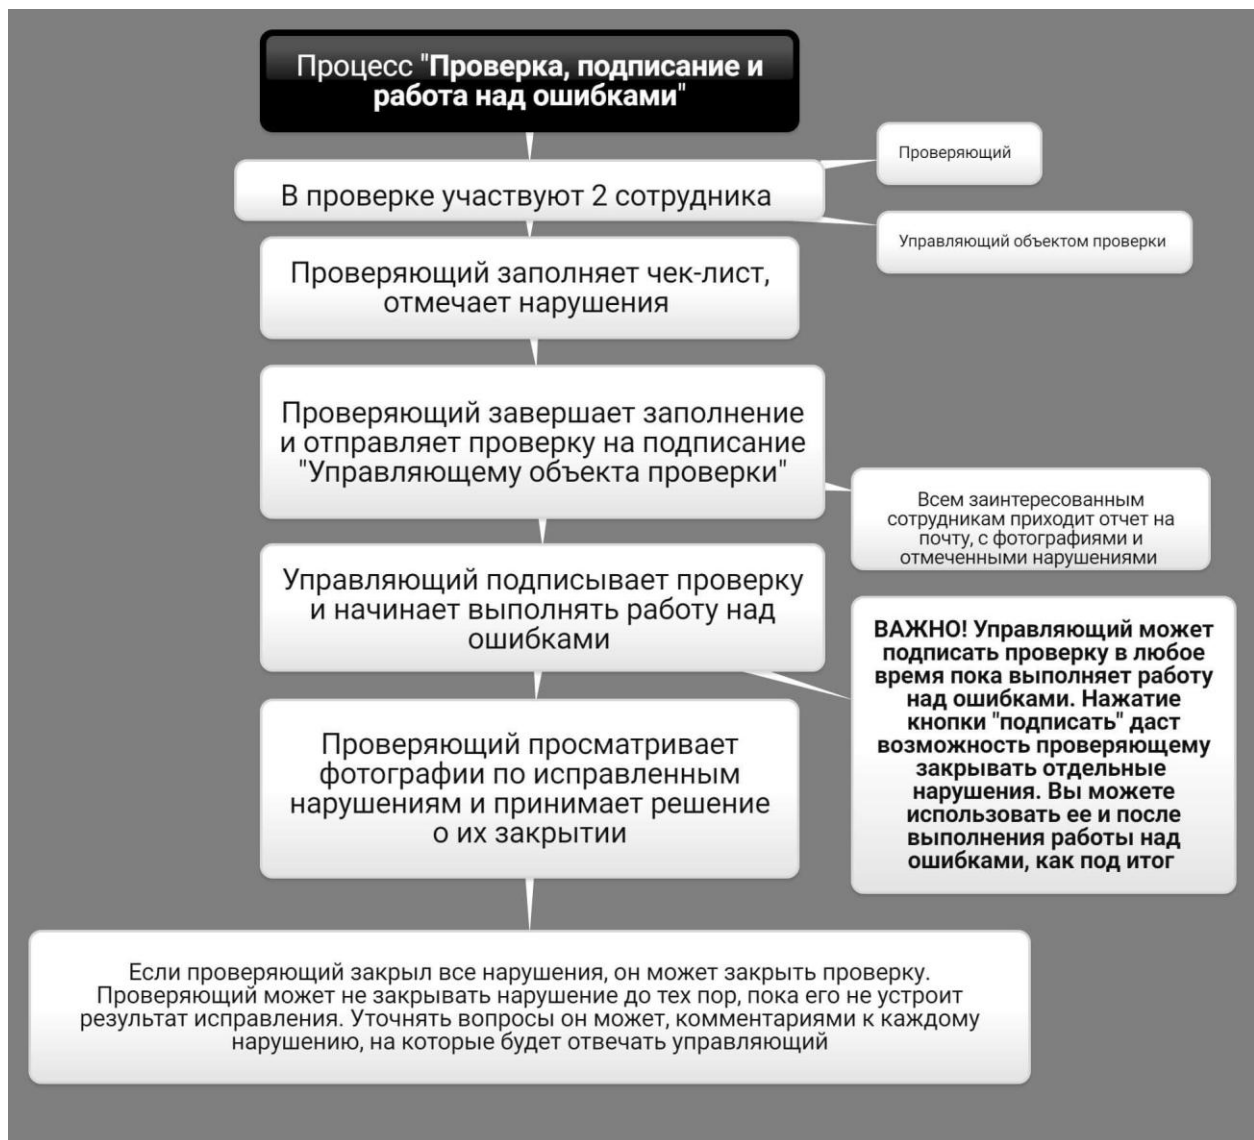 Процесс "Проверка, подписание и
работа над ошибками"
Проверяющий
В проверке участвуют 2 сотрудника
Управляющий объектом проверки
Проверяющий заполняет чек-лист,
отмечает нарушения
Проверяющий завершает заполнение
и отправляет проверку на подписание
"Управляющему объекта проверки"
Всем заинтересованным
сотрудникам приходит отчет на
почту, с фотографиями и
отмеченными нарушениями
Управляющий подписывает проверку
и начинает выполнять работу над
ошибками
ВАЖНО! Управляющий может
подписать проверку в любое
время пока выполняет работу
над ошибками. Нажатие
кнопки "подписать" даст
возможность проверяющему
закрывать отдельные
нарушения. Вы можете
использовать ее и после
выполнения работы над
ошибками, как под итог
Проверяющий просматривает
фотографии по исправленным
нарушениям и принимает решение
о их закрытии
Если проверяющий закрыл все нарушения, он может закрыть проверку.
Проверяющий может не закрывать нарушение до тех пор, пока его не устроит
результат исправления. Уточнять вопросы он может, комментариями к каждому
нарушению, на которые будет отвечать управляющий